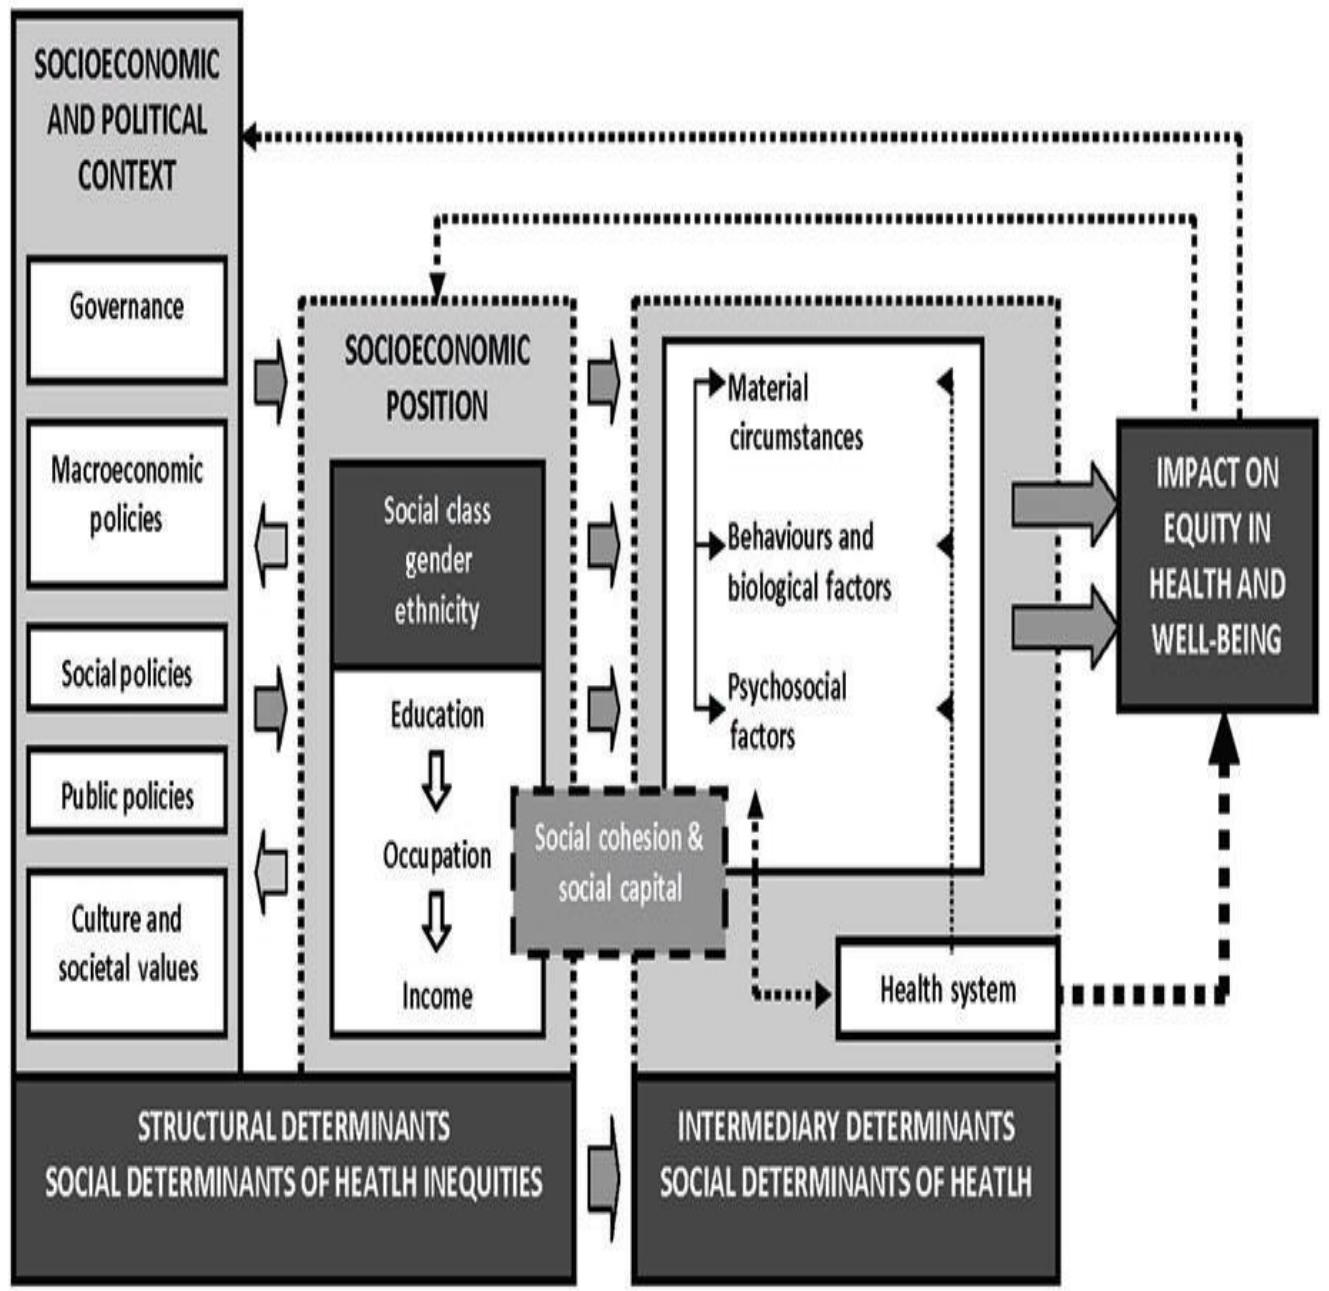 SOCIOECONOMIC
AND POLITICAL
CONTEXT
Governance
Macroeconomic
policies
Social policies
Public policies
Culture and
societal values
SOCIOECONOMIC
POSITION
Social class
gender
ethnicity
Education
Occupation
Income
Social cohesion &
social capital
Material
circumstances
Behaviours and
biological factors
Psychosocial
factors
Health system
IMPACT ON
EQUITY IN
HEALTH AND
WELL-BEING
STRUCTURAL DETERMINANTS
SOCIAL DETERMINANTS OF HEATLH INEQUITIES
INTERMEDIARY DETERMINANTS
SOCIAL DETERMINANTS OF HEATLH